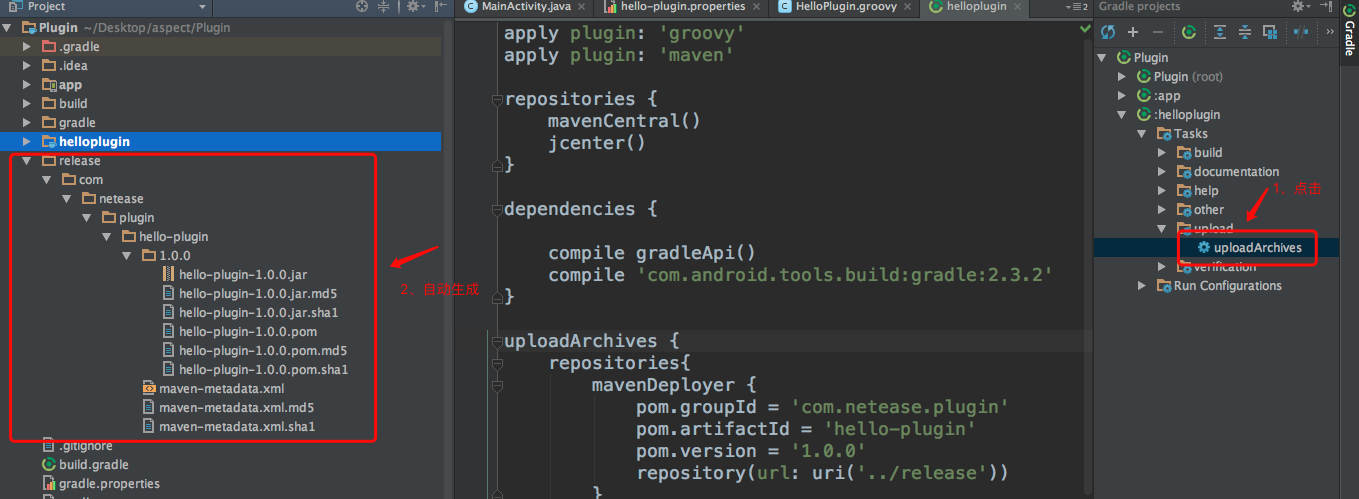 Project
Plugin ~/Desktop/aspect/Plugin
.gradle
.idea
app
build
gradle
helloplugin
release
com
netease
plugin
hello-plugin
1.0.0
hello-plugin-1.0.0.jar
hello-plugin-1.0.0.jar.md5
hello-plugin-1.0.0.jar.sha1
hello-plugin-1.0.0.pom
hello-plugin-1.0.0.pom.md5
hello-plugin-1.0.0.pom.sha1
maven-metadata.xml
maven-metadata.xml.md5
maven-metadata.xml.sha1
.gitignore
build.gradle
gradle.properties
2、自动生成
MainActivity.java × hello-plugin.properties × HelloPlugin.groovy × helloplugin × 2
apply plugin: 'groovy'
apply plugin: 'maven'
repositories {
mavenCentral()
jcenter()
}
dependencies {
compile gradleApi()
compile 'com.android.tools.build:gradle:2.3.2'
}
uploadArchives {
repositories{
mavenDeployer {
pom.groupId = 'com.netease.plugin'
pom.artifactId = 'hello-plugin'
pom.version = '1.0.0'
repository(url: uri('../release'))
}
Gradle projects
Plugin
Plugin (root)
:app
:helloplugin
Tasks
build
documentation
help
other
upload
uploadArchives
verification
Run Configurations
1、点击
Gradle